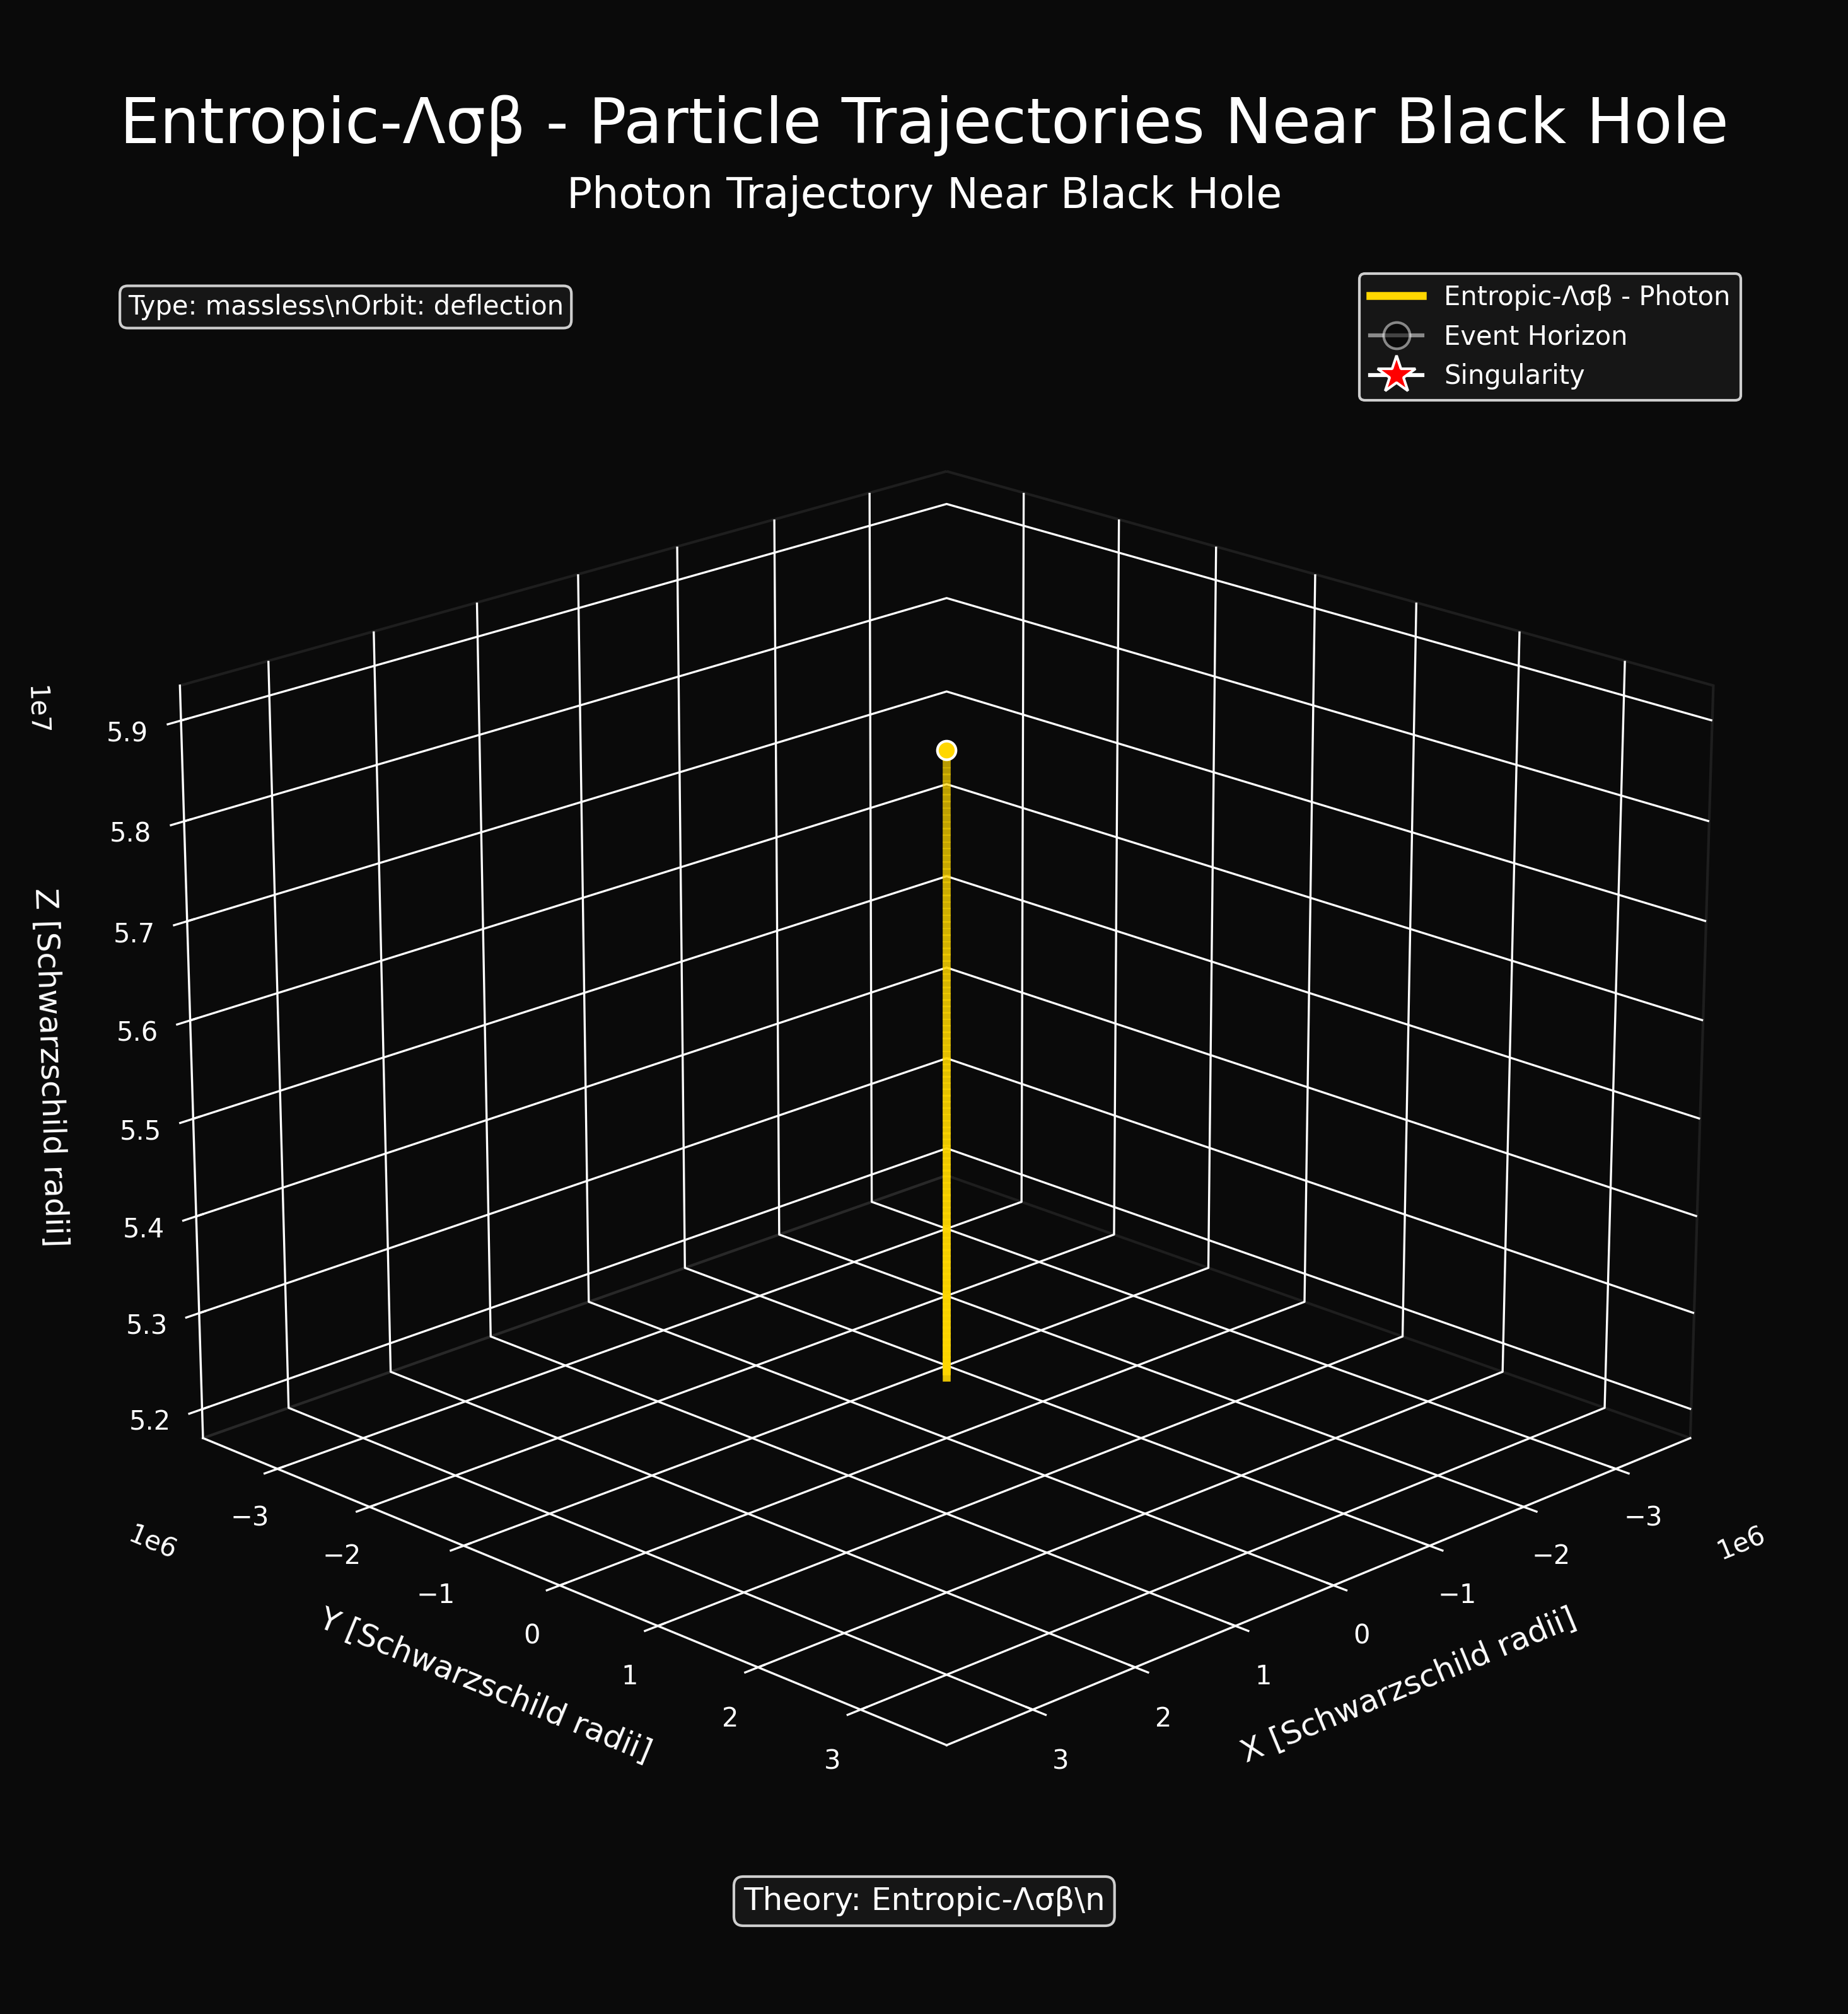 Entropic-Λσβ - Particle Trajectories Near Black Hole
Photon Trajectory Near Black Hole
Type: massless\nOrbit: deflection
Entropic-Λσβ - Photon
Event Horizon
Singularity
1e7
5.9
5.8
5.7
5.6
5.5
5.4
5.3
5.2
Z [Schwarzschild radii]
1e6
−3
−2
−1
0
1
2
3
Y [Schwarzschild radii]
3
2
1
0
−1
−2
−3
1e6
X [Schwarzschild radii]
Theory: Entropic-Λσβ\n